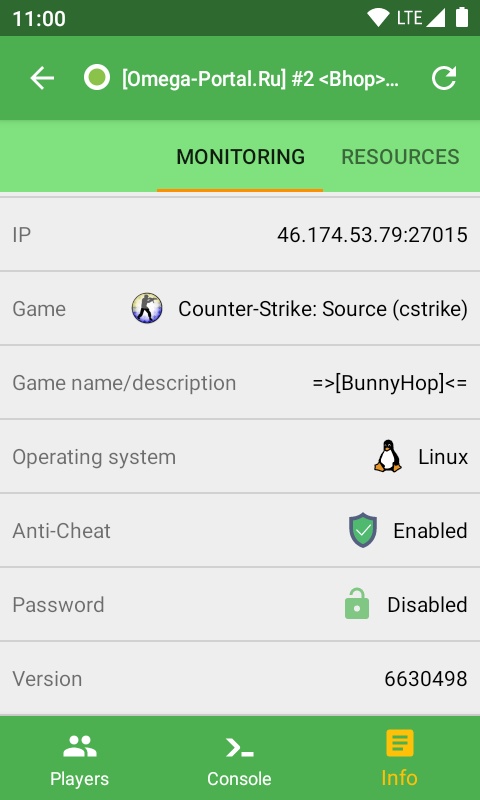 11:00 LTE
[Omega-Portal.Ru] #2 <Bhop>...
MONITORING RESOURCES
IP 46.174.53.79:27015
Game Counter-Strike: Source (cstrike)
Game name/description =>[BunnyHop]<=
Operating system Linux
Anti-Cheat Enabled
Password Disabled
Version 6630498
Players Console Info